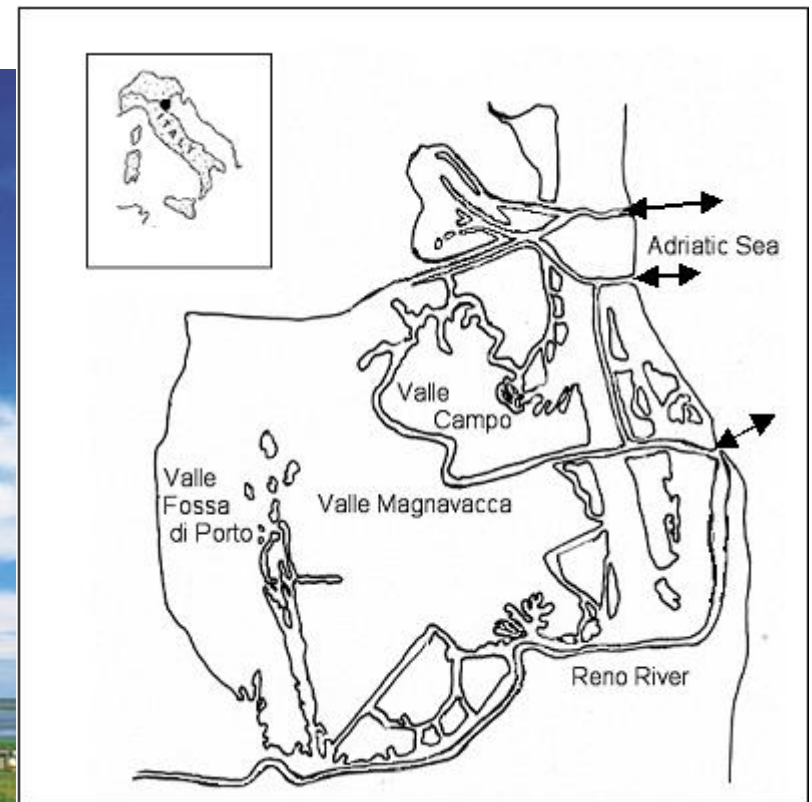 ITALY
Adriatic Sea
Valle
Campo
Valle
Fossa
di Porto
Valle Magnavacca
Reno River